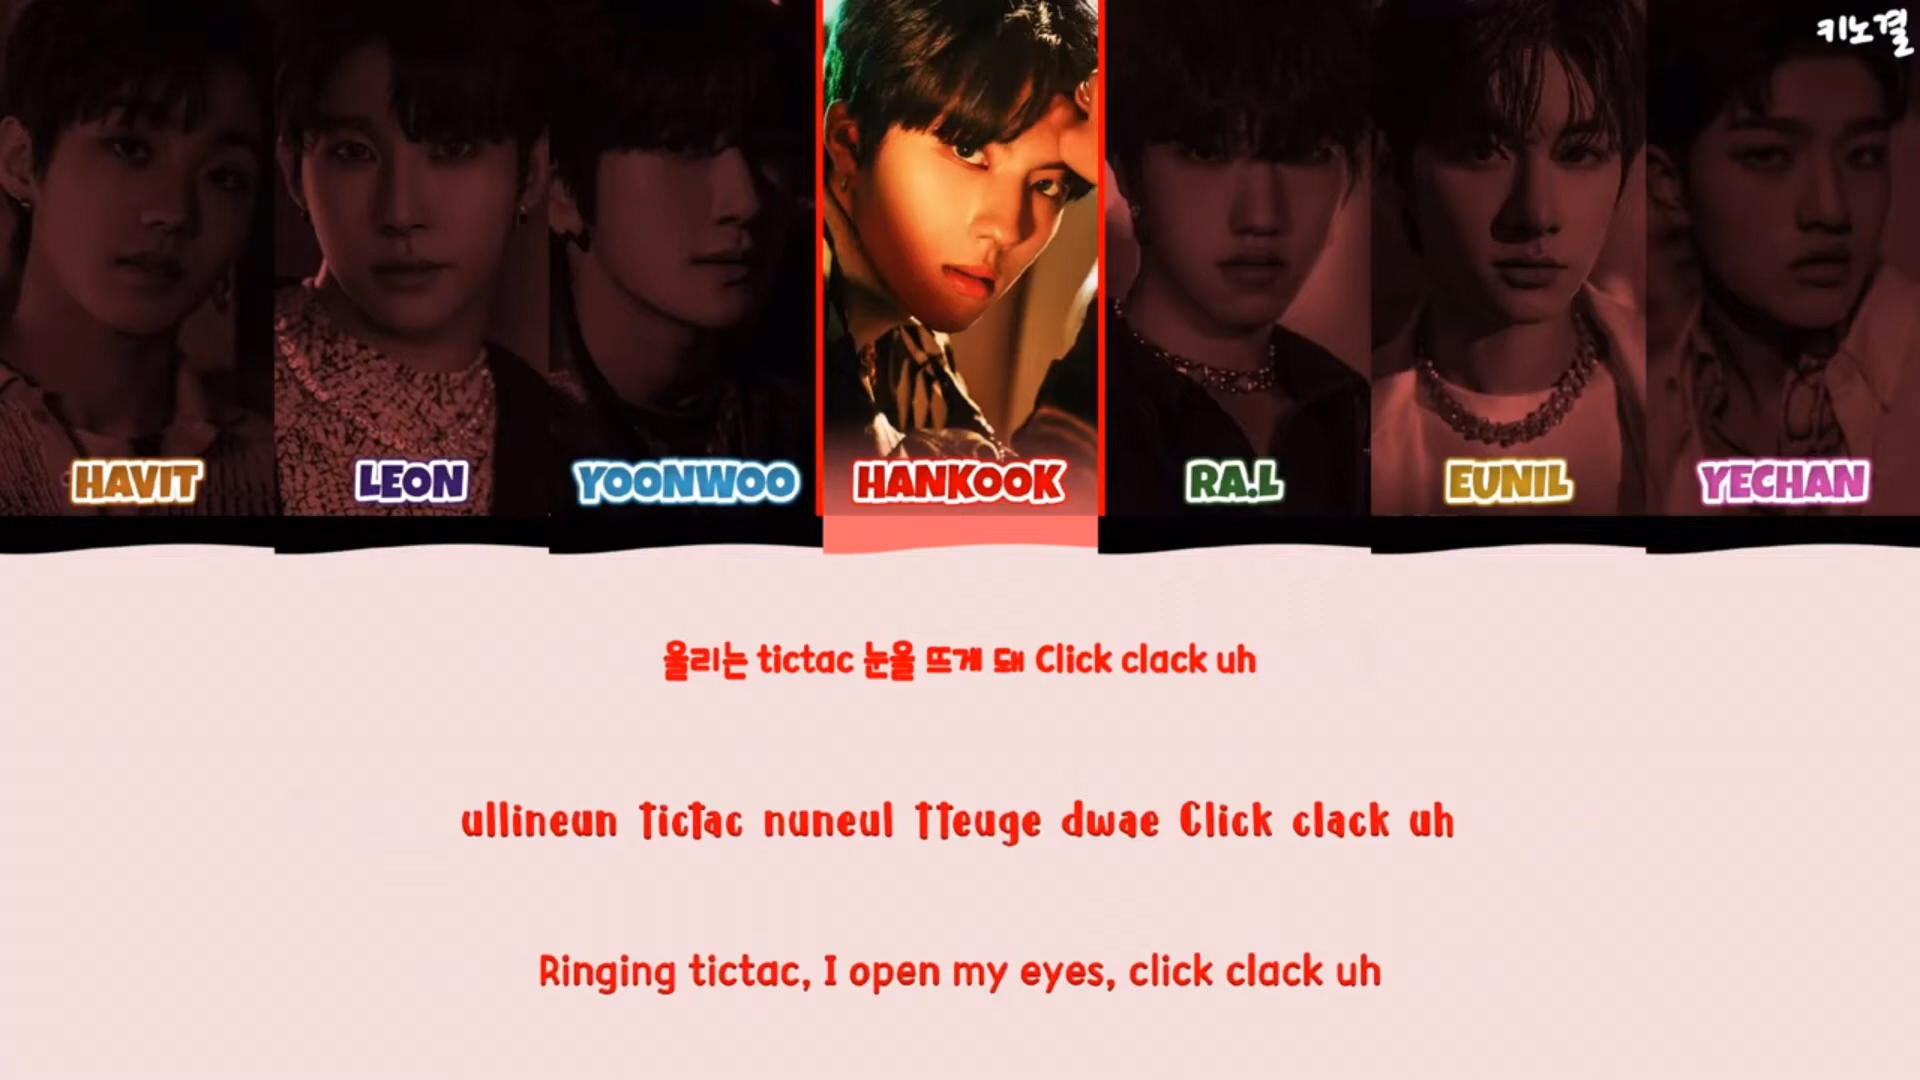 키노결
HAVIT
LEON
YOONWOO
HANKOOK
RA.L
EUNIL
YECHAN
울리는 tictac 눈울 뜨게 돼 Click clack uh
ullineun tictac nuneul tteuge dwae Click clack uh
Ringing tictac, I open my eyes, click clack uh